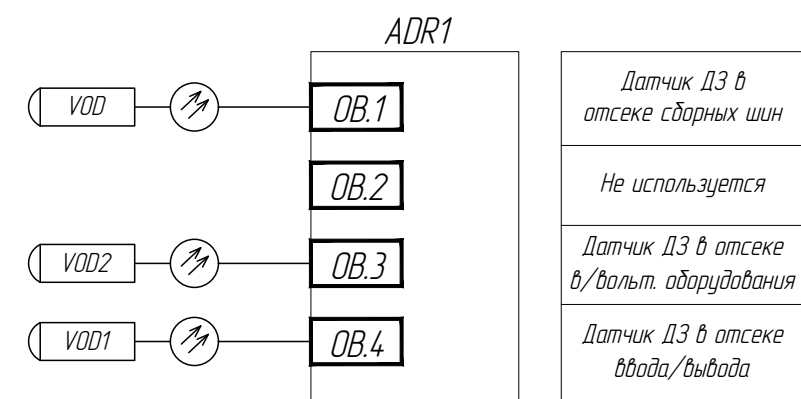 ADR1
VOD
OB.1
Датчик ДЗ в
отсеке сборных шин
OB.2
Не используется
VOD2
OB.3
Датчик ДЗ в отсеке
в/вольт. оборудования
VOD1
OB.4
Датчик ДЗ в отсеке
ввода/вывода